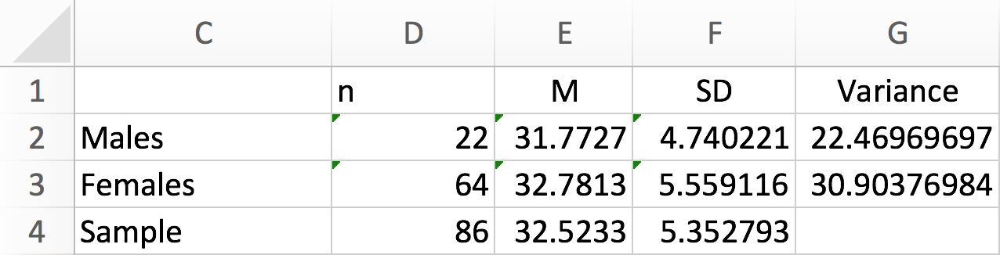 C D E F G
1 n M SD Variance
2 Males 22 31.7727 4.740221 22.46969697
3 Females 64 32.7813 5.559116 30.90376984
4 Sample 86 32.5233 5.352793